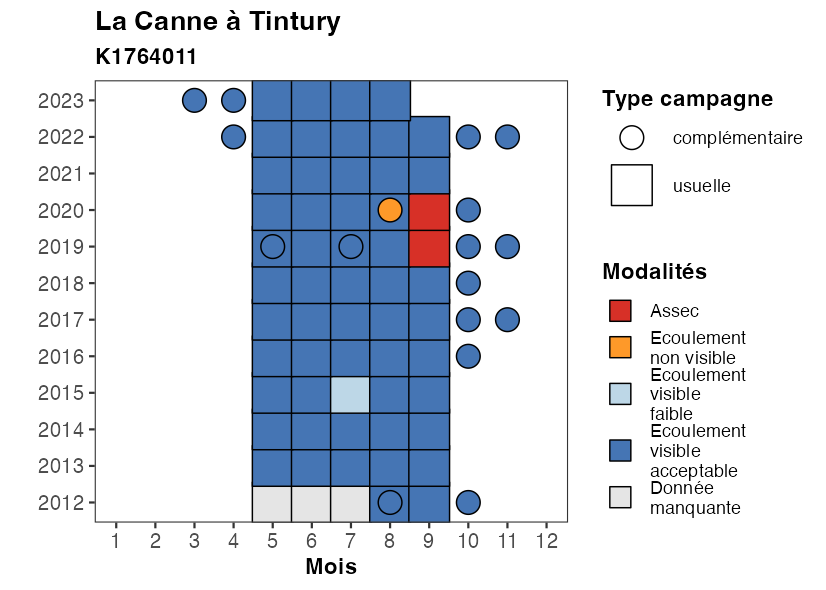 La Canne à Tintury
K1764011
2023
2022
2021
2020
2019
2018
2017
2016
2015
2014
2013
2012
1 2 3 4 5 6 7 8 9 10 11 12
Mois
Type campagne
complémentaire
usuelle
Modalités
Assec
Ecoulement
non visible
Ecoulement
visible
faible
Ecoulement
visible
acceptable
Donnée
manquante